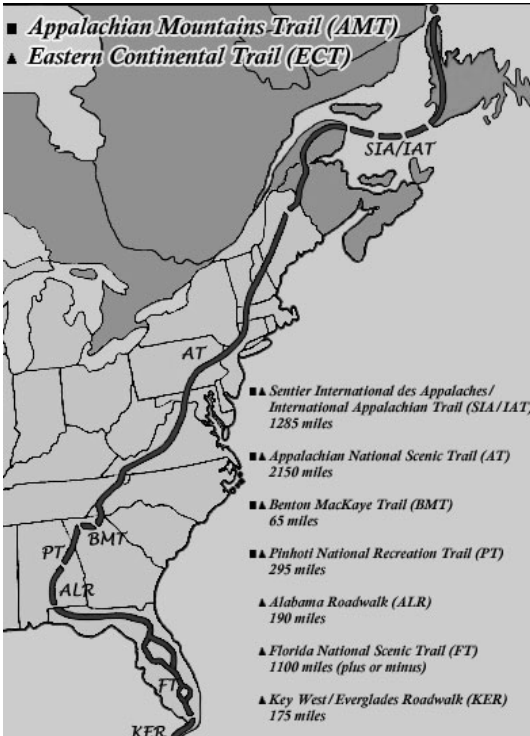 ■ Appalachian Mountains Trail (AMT)
▲ Eastern Continental Trail (ECT)
SIA/IAT
AT
■▲ Sentier International des Appalaches/
International Appalachian Trail (SIA/IAT)
1285 miles
■▲ Appalachian National Scenic Trail (AT)
2150 miles
■▲ Benton MacKaye Trail (BMT)
65 miles
BMT
PT
■▲ Pinhoti National Recreation Trail (PT)
295 miles
ALR
▲ Alabama Roadwalk (ALR)
190 miles
▲ Florida National Scenic Trail (FT)
1100 miles (plus or minus)
FT
▲ Key West/Everglades Roadwalk (KER)
175 miles
KER